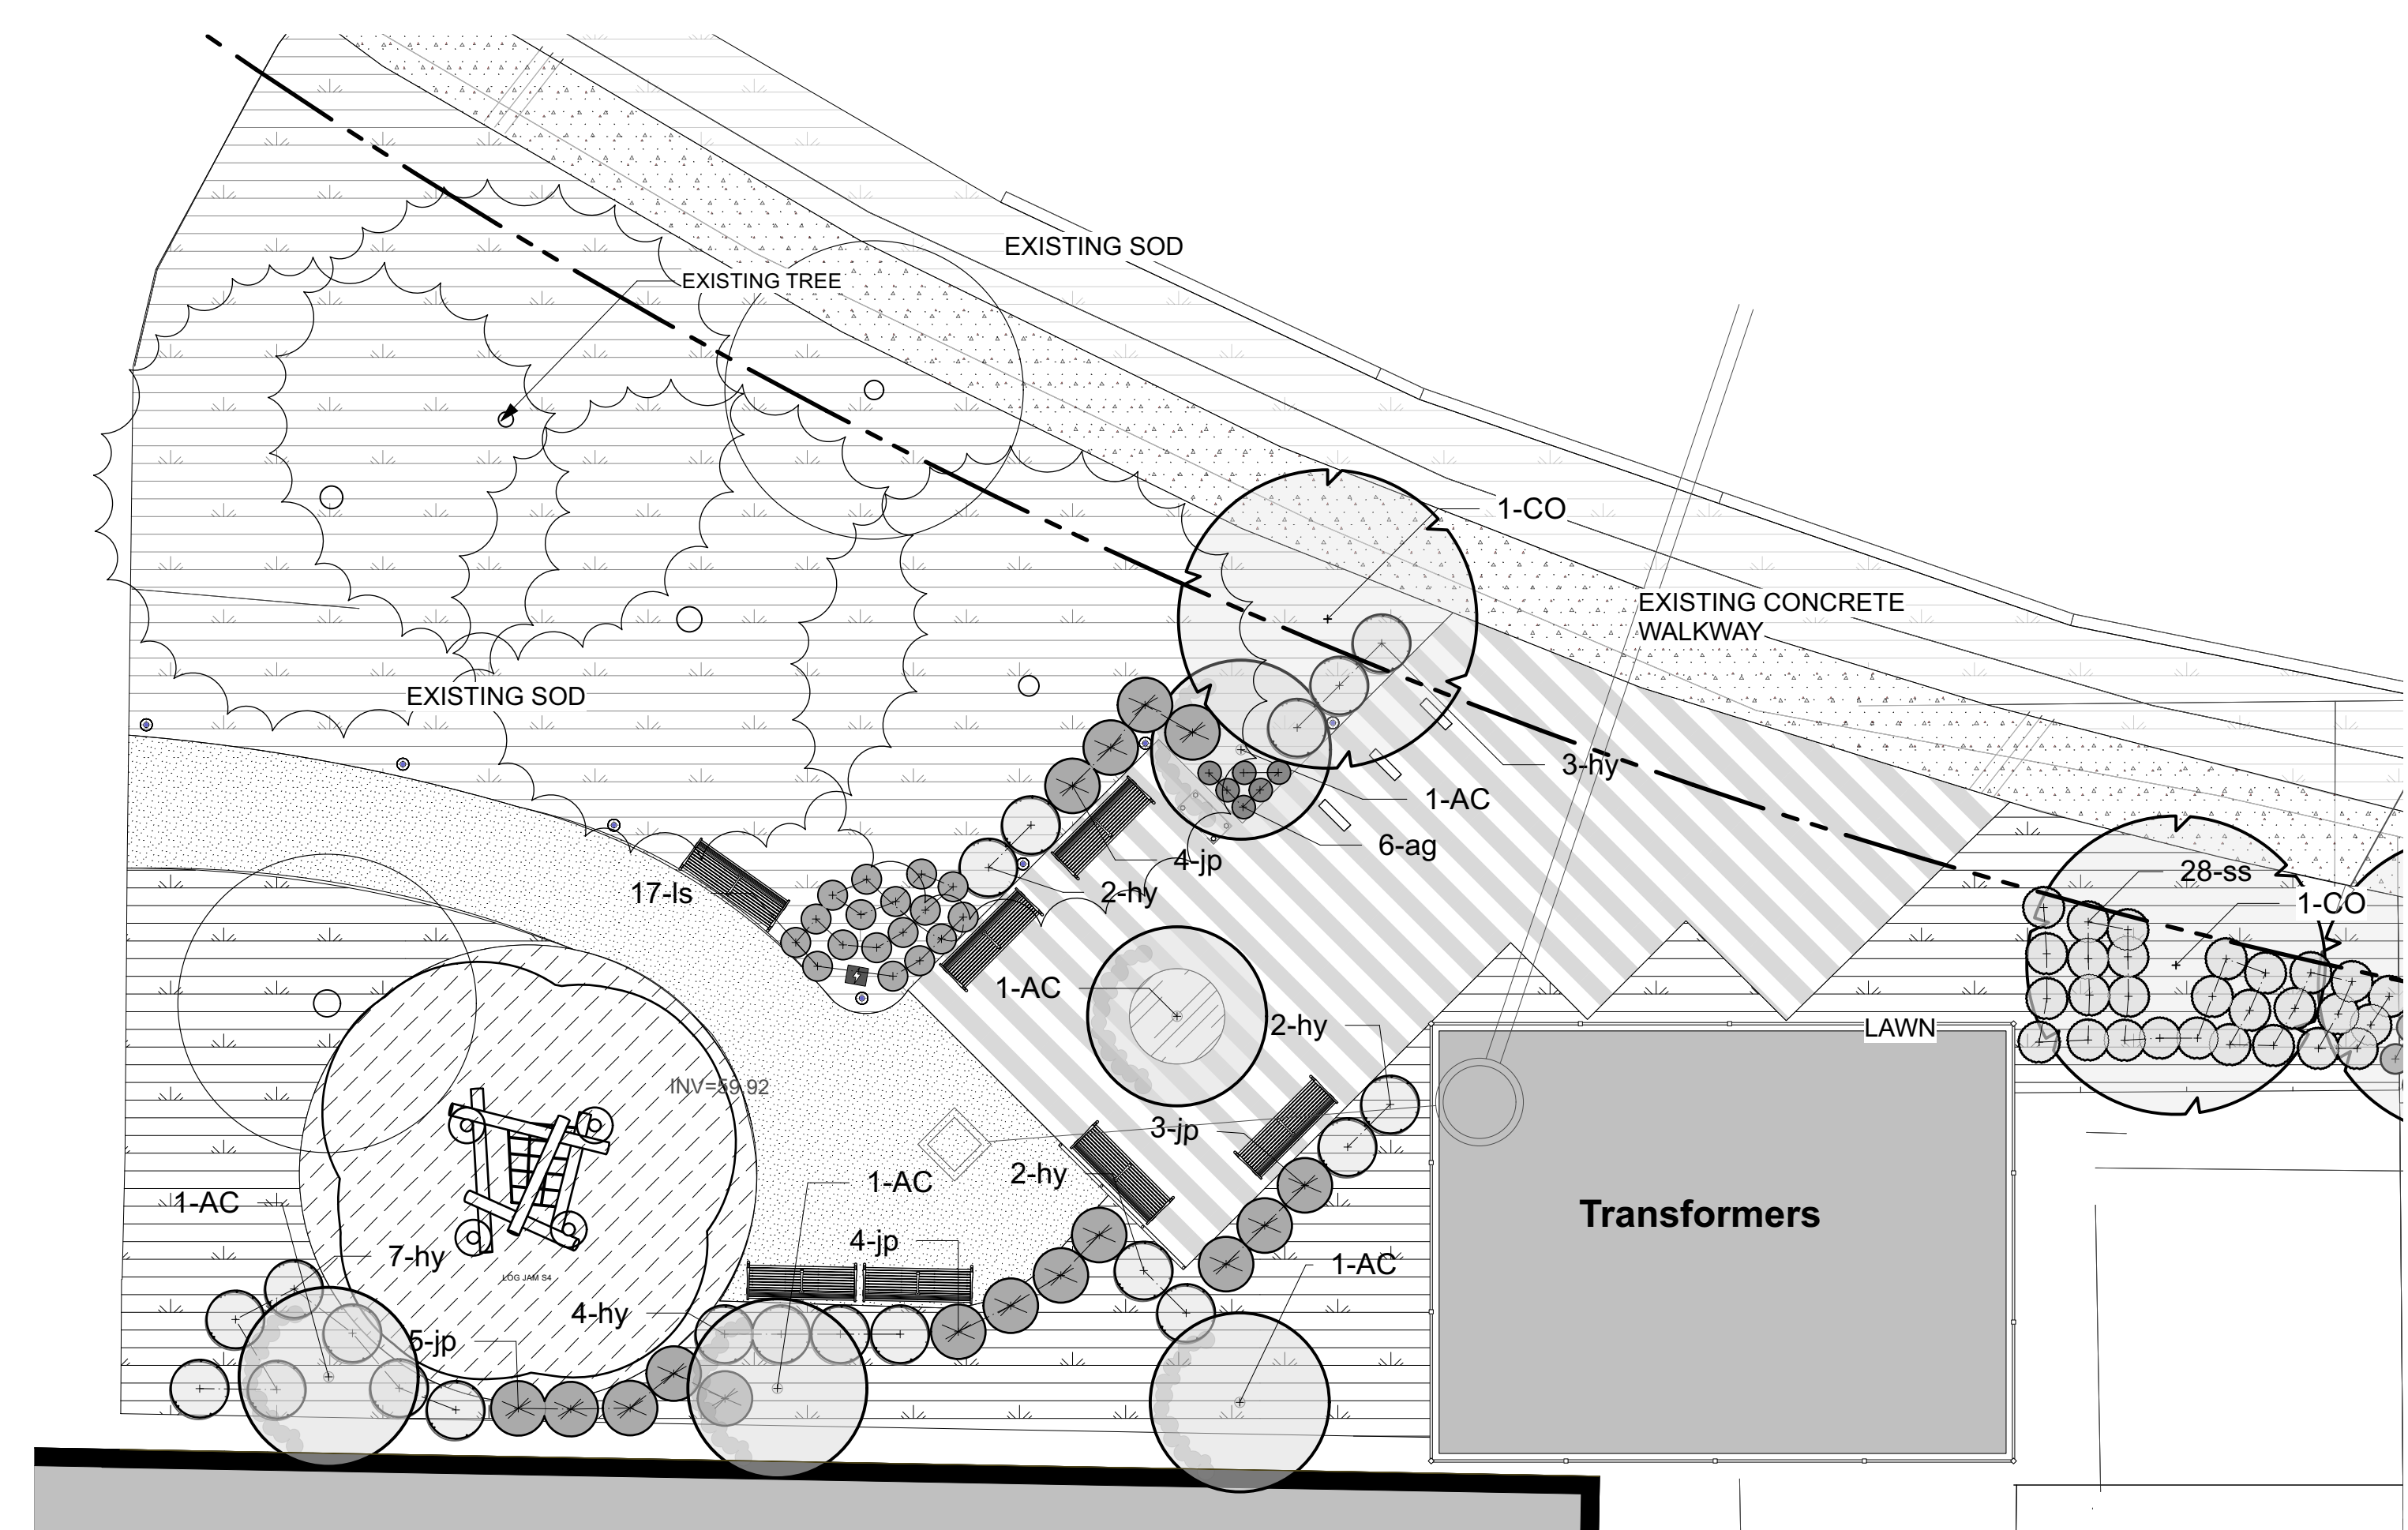 EXISTING SOD
EXISTING TREE
1-CO
EXISTING CONCRETE
WALKWAY
EXISTING SOD
3-hy
1-AC
6-ag
4-jp
28-ss
17-ls
2-hy
1-CO
1-AC
2-hy
LAWN
INV=59.92
3-jp
2-hy
1-AC
1-AC
Transformers
4-jp
7-hy
1-AC
LOG JAM S4
4-hy
5-jp